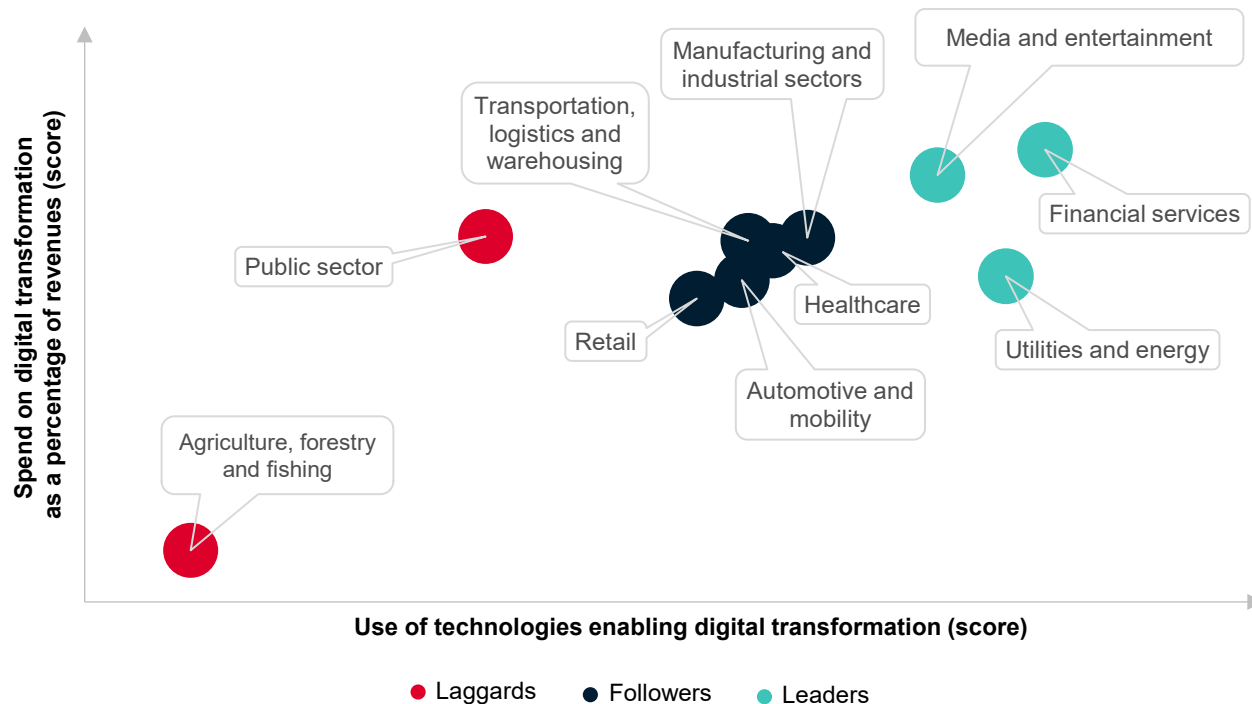 Media and entertainment
Manufacturing and
industrial sectors
Transportation,
logistics and
warehousing
Financial services
Public sector
Healthcare
Retail
Utilities and energy
Automotive and
mobility
Agriculture, forestry
and fishing
Spend on digital transformation
as a percentage of revenues (score)
Use of technologies enabling digital transformation (score)
Laggards
Followers
Leaders